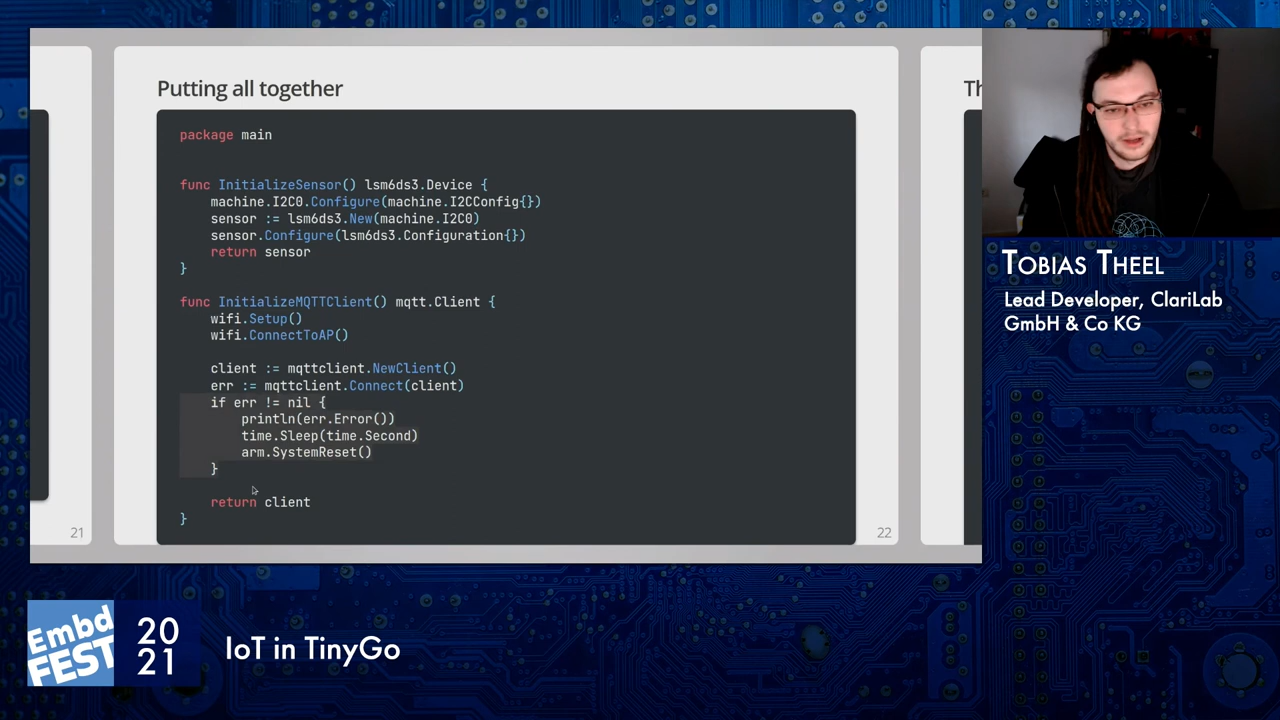 Putting all together
Th
package main
func InitializeSensor() lsm6ds3.Device {
machine.I2C0.Configure(machine.I2CConfig{})
sensor := lsm6ds3.New(machine.I2C0)
sensor.Configure(lsm6ds3.Configuration{})
return sensor
}
func InitializeMQTTClient() mqtt.Client {
wifi.Setup()
wifi.ConnectToAP()
client := mqttclient.NewClient()
err := mqttclient.Connect(client)
if err != nil {
println(err.Error())
time.Sleep(time.Second)
arm.SystemReset()
}
return client
}
21
22
Tobias Theel
Lead Developer, ClariLab
GmbH & Co KG
Embd
FEST
20
21
IoT in TinyGo